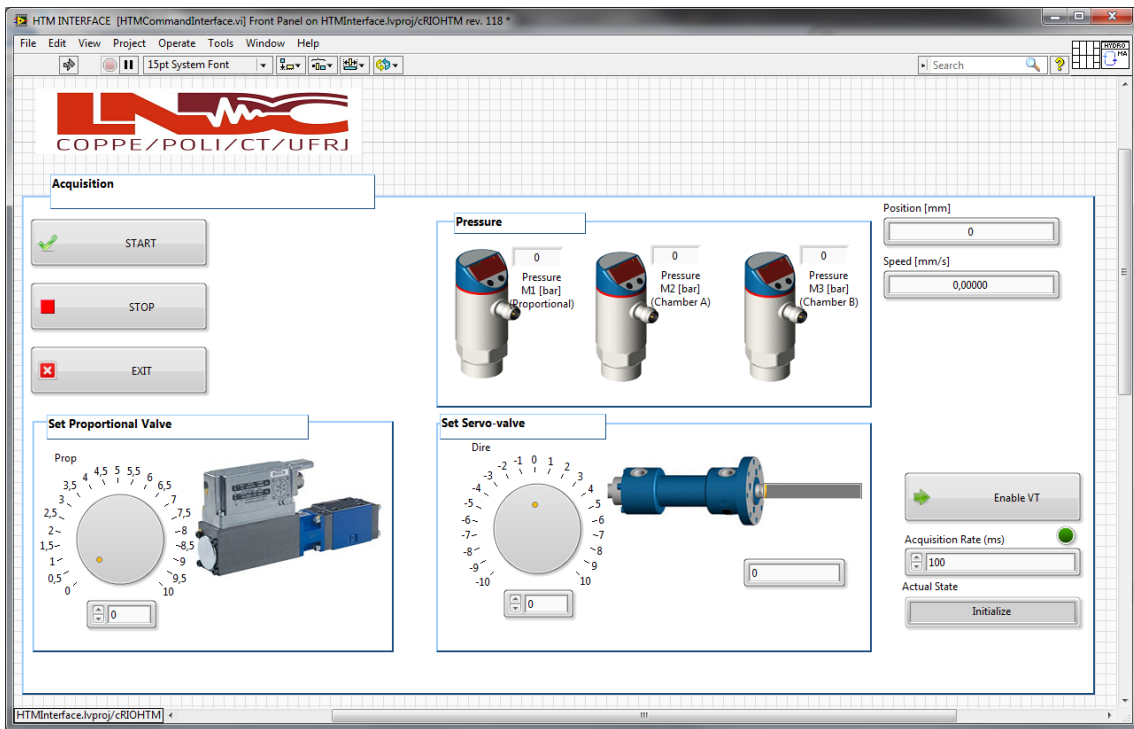 HTM INTERFACE [HTMCommandInterface.vi] Front Panel on HTMInterface.lvproj/cRIOHTM rev. 118 *
File Edit View Project Operate Tools Window Help
15pt System Font
Search
HYDRO
MA
LNDC
COPPE/POLI/CT/UFRJ
Acquisition
START
STOP
EXIT
Pressure
0
Pressure
M1 [bar]
(Proportional)
0
Pressure
M2 [bar]
(Chamber A)
0
Pressure
M3 [bar]
(Chamber B)
Position [mm]
0
Speed [mm/s]
0,00000
Set Proportional Valve
Prop
0
0,5
1
1,5
2
2,5
3
3,5
4
4,5
5
5,5
6
6,5
7
7,5
8
8,5
9
9,5
10
0
Set Servo-valve
Dire
-10
-9
-8
-7
-6
-5
-4
-3
-2
-1
0
1
2
3
4
5
6
7
8
9
10
0
0
Enable VT
Acquisition Rate (ms)
100
Actual State
Initialize
HTMInterface.lvproj/cRIOHTM